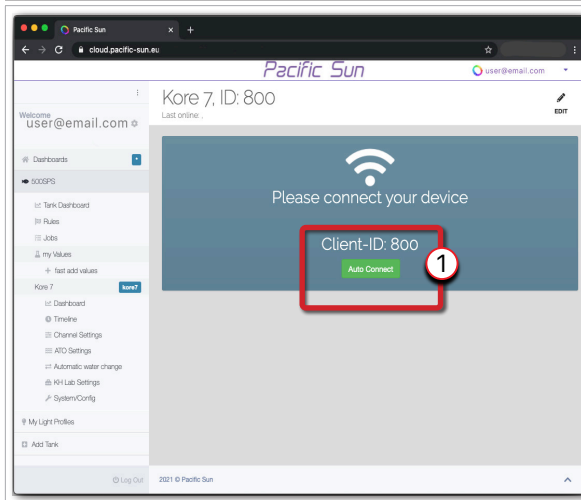 Pacific Sun
cloud.pacific-sun.eu
Pacific Sun
user@email.com
Welcome
user@email.com
Dashboards
500SPS
Tank Dashboard
Rules
Jobs
my Values
fast add values
Kore 7
kore7
Dashboard
Timeline
Channel Settings
ATO Settings
Automatic water change
KH Lab Settings
System/Config
My Light Profiles
Add Tank
Log Out
Kore 7, ID: 800
Last online: ,
EDIT
Please connect your device
Client-ID: 800
Auto Connect
1
2021 © Pacific Sun